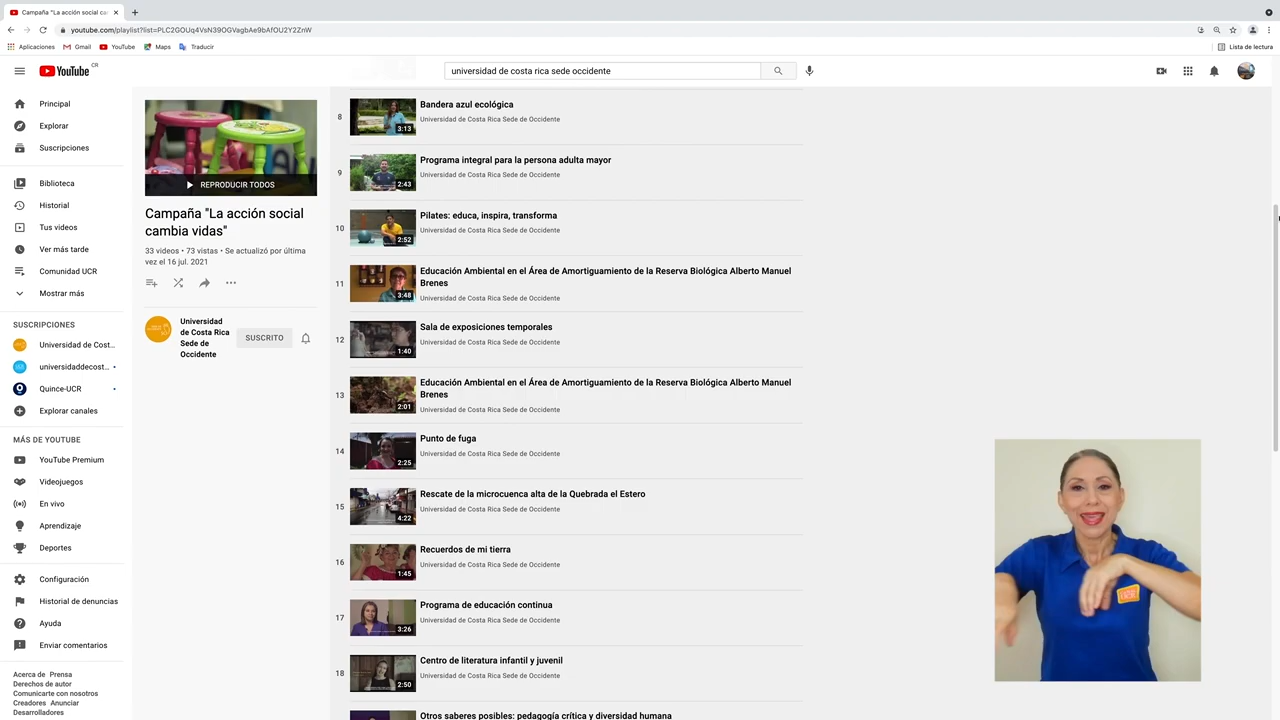 Campaña "La acción social ca
youtube.com/playlist?list=PLC2GOUq4VsN39OGVagbAe9bAfOU2Y2ZnW
Aplicaciones
Gmail
YouTube
Maps
Traducir
Lista de lectura
YouTube CR
universidad de costa rica sede occidente
Principal
Explorar
Suscripciones
Biblioteca
Historial
Tus videos
Ver más tarde
Comunidad UCR
Mostrar más
SUSCRIPCIONES
Universidad de Cost...
universidaddecost...
Quince-UCR
Explorar canales
MÁS DE YOUTUBE
YouTube Premium
Videojuegos
En vivo
Aprendizaje
Deportes
Configuración
Historial de denuncias
Ayuda
Enviar comentarios
Acerca de Prensa
Derechos de autor
Comunicarte con nosotros
Creadores Anunciar
Desarrolladores
REPRODUCIR TODOS
Campaña "La acción social
cambia vidas"
33 videos • 73 vistas • Se actualizó por última
vez el 16 jul. 2021
Universidad
de Costa Rica
Sede de
Occidente
SUSCRITO
8
3:13
Bandera azul ecológica
Universidad de Costa Rica Sede de Occidente
9
2:43
Programa integral para la persona adulta mayor
Universidad de Costa Rica Sede de Occidente
10
2:52
Pilates: educa, inspira, transforma
Universidad de Costa Rica Sede de Occidente
11
3:48
Educación Ambiental en el Área de Amortiguamiento de la Reserva Biológica Alberto Manuel
Brenes
Universidad de Costa Rica Sede de Occidente
12
1:40
Sala de exposiciones temporales
Universidad de Costa Rica Sede de Occidente
13
2:01
Educación Ambiental en el Área de Amortiguamiento de la Reserva Biológica Alberto Manuel
Brenes
Universidad de Costa Rica Sede de Occidente
14
2:25
Punto de fuga
Universidad de Costa Rica Sede de Occidente
15
4:22
Rescate de la microcuenca alta de la Quebrada el Estero
Universidad de Costa Rica Sede de Occidente
16
1:45
Recuerdos de mi tierra
Universidad de Costa Rica Sede de Occidente
17
3:26
Programa de educación continua
Universidad de Costa Rica Sede de Occidente
18
2:50
Centro de literatura infantil y juvenil
Universidad de Costa Rica Sede de Occidente
Otros saberes posibles: pedagogía crítica y diversidad humana